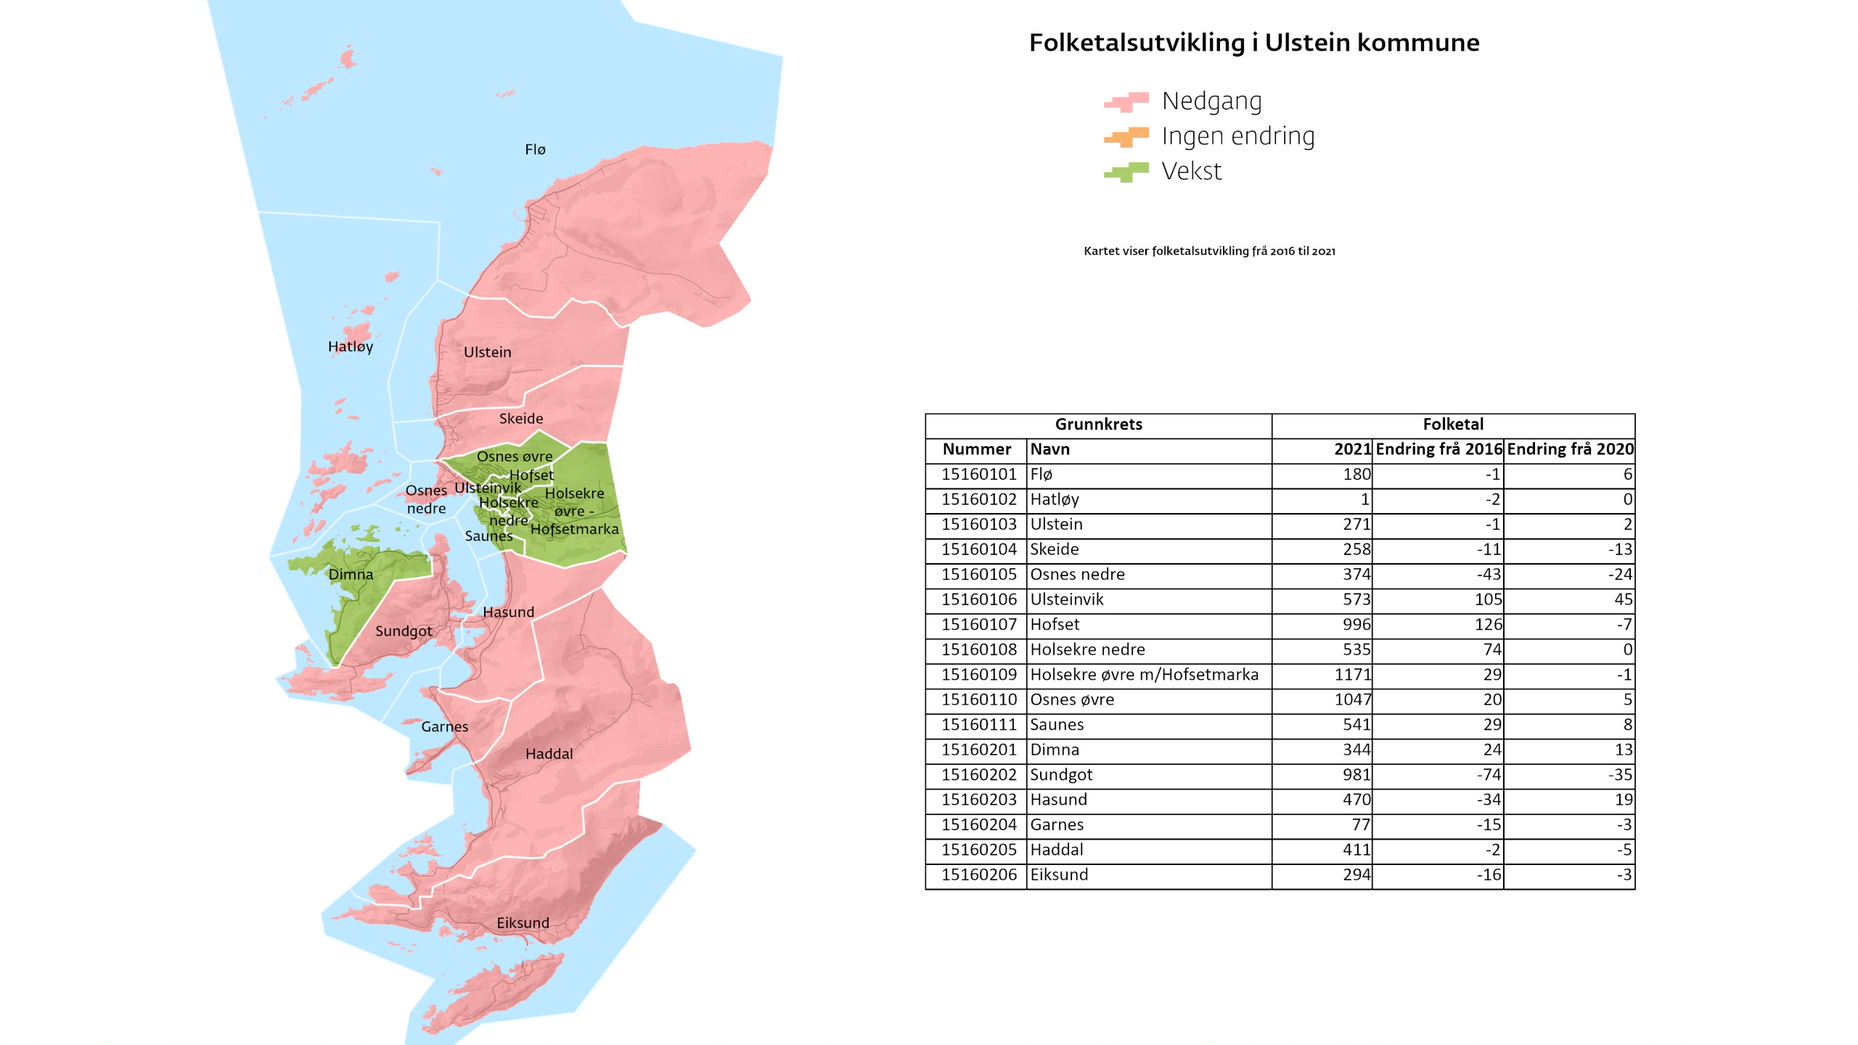 Folketalsutvikling i Ulstein kommune
Nedgang
Ingen endring
Vekst
Kartet viser folketalsutvikling frå 2016 til 2021
Flø
Hatløy
Ulstein
Skeide
Osnes øvre
Hofset
Ulsteinvik
Osnes
nedre
Holsekre
nedre
Holsekre
øvre -
Hofsetmarka
Saunes
Dimna
Hasund
Sundgot
Garnes
Haddal
Eiksund
Grunnkrets Folketal
Nummer Navn 2021 Endring frå 2016 Endring frå 2020
15160101 Flø 180 -1 6
15160102 Hatløy 1 -2 0
15160103 Ulstein 271 -1 2
15160104 Skeide 258 -11 -13
15160105 Osnes nedre 374 -43 -24
15160106 Ulsteinvik 573 105 45
15160107 Hofset 996 126 -7
15160108 Holsekre nedre 535 74 0
15160109 Holsekre øvre m/Hofsetmarka 1171 29 -1
15160110 Osnes øvre 1047 20 5
15160111 Saunes 541 29 8
15160201 Dimna 344 24 13
15160202 Sundgot 981 -74 -35
15160203 Hasund 470 -34 19
15160204 Garnes 77 -15 -3
15160205 Haddal 411 -2 -5
15160206 Eiksund 294 -16 -3